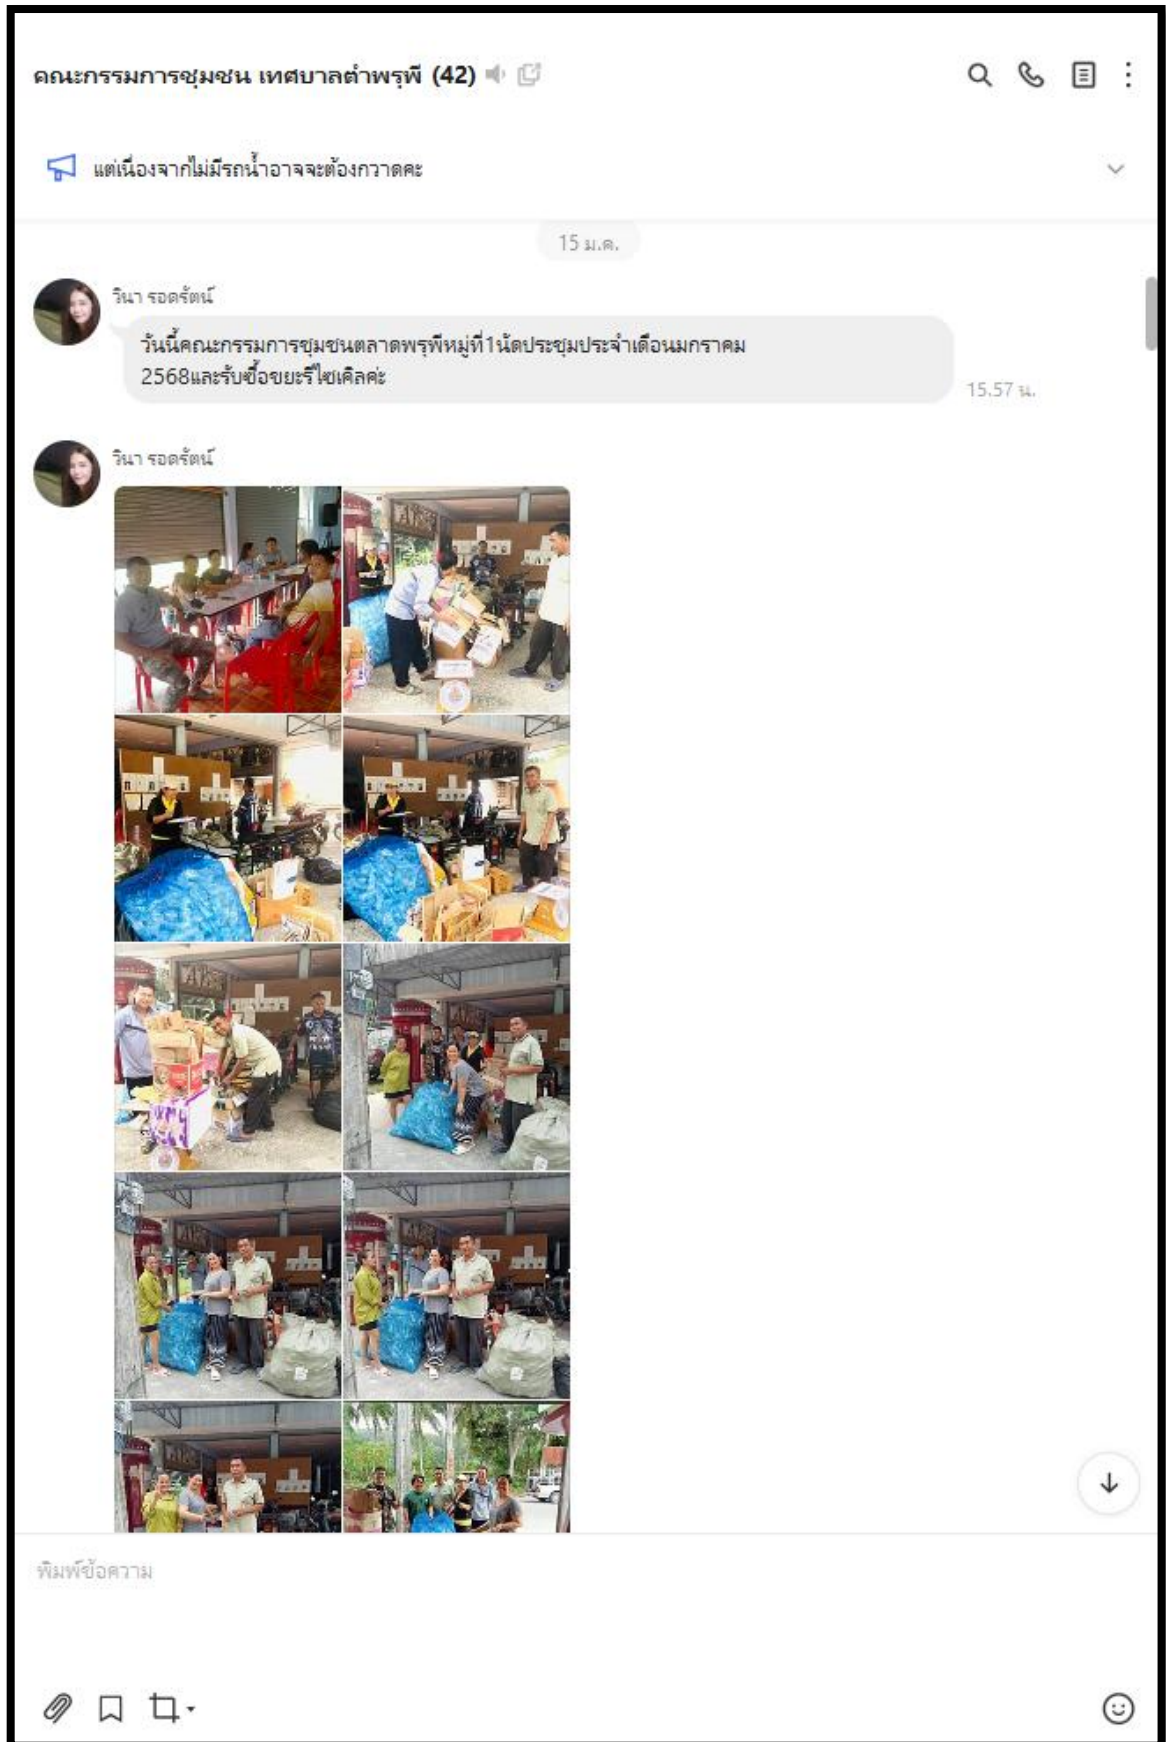 คณะกรรมการชุมชน เทศบาลตำพรุพี (42)
แต่เนื่องจากไม่มีรถน้ำอาจจะต้องกวาดคะ
15 ม.ค.
วินา รอดรัตน์
วันนี้คณะกรรมการชุมชนตลาดพรุพีหมู่ที่1นัดประชุมประจำเดือนมกราคม
2568และรับซื้อขยะรีไซเคิลค่ะ
15.57 น.
วินา รอดรัตน์
พิมพ์ข้อความ